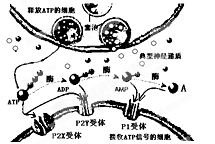 释放ATP的细胞
囊泡
典型神经递质
酶
酶
酶
ATP
ADP
AMP
A
P2X受体
P2Y受体
P1受体
接收ATP信号的细胞